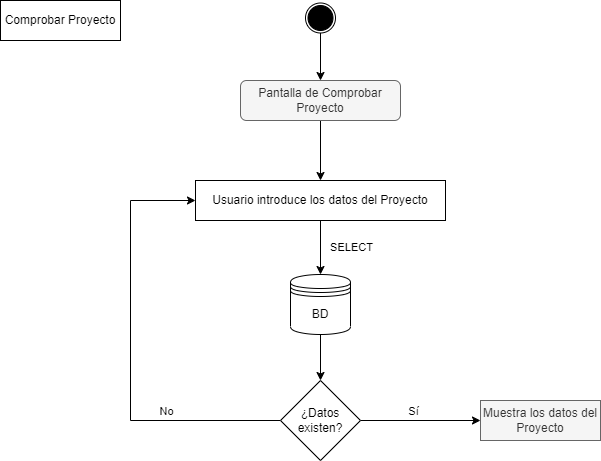 Comprobar Proyecto
Pantalla de Comprobar
Proyecto
Usuario introduce los datos del Proyecto
SELECT
BD
¿Datos
existen?
No
Sí
Muestra los datos del
Proyecto